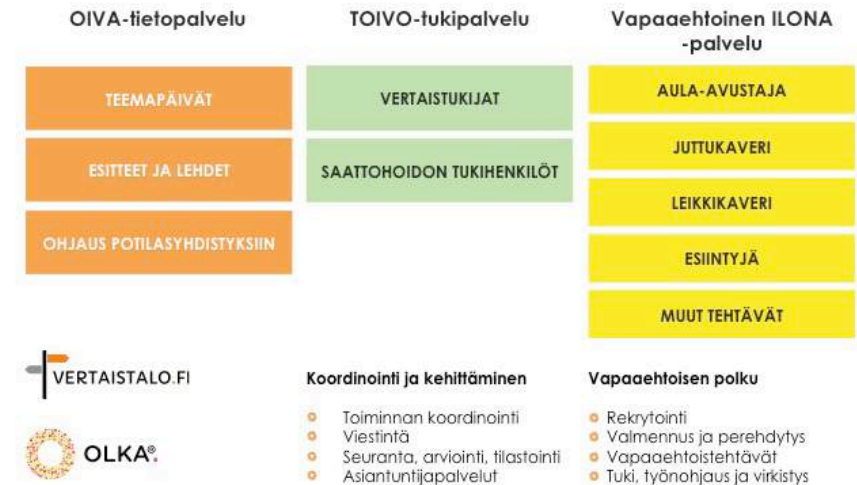 OIVA-tietopalvelu
TEEMAPÄIVÄT
ESITTEET JA LEHDET
OHJAUS POTILASYHDISTYKSIIN
TOIVO-tukipalvelu
VERTAISTUKIJAT
SAATTOHOIDON TUKIHENKILÖT
Vapaaehtoinen ILONA
-palvelu
AULA-AVUSTAJA
JUTTUKAVERI
LEIKKIKAVERI
ESIINTYJÄ
MUUT TEHTÄVÄT
VERTAISTALO.FI
OLKA®.
Koordinointi ja kehittäminen
Toiminnan koordinointi
Viestintä
Seuranta, arviointi, tilastointi
Asiantuntijapalvelut
Vapaaehtoisen polku
Rekrytointi
Valmennus ja perehdytys
Vapaaehtoistehtävät
Tuki, työnohjaus ja virkistys